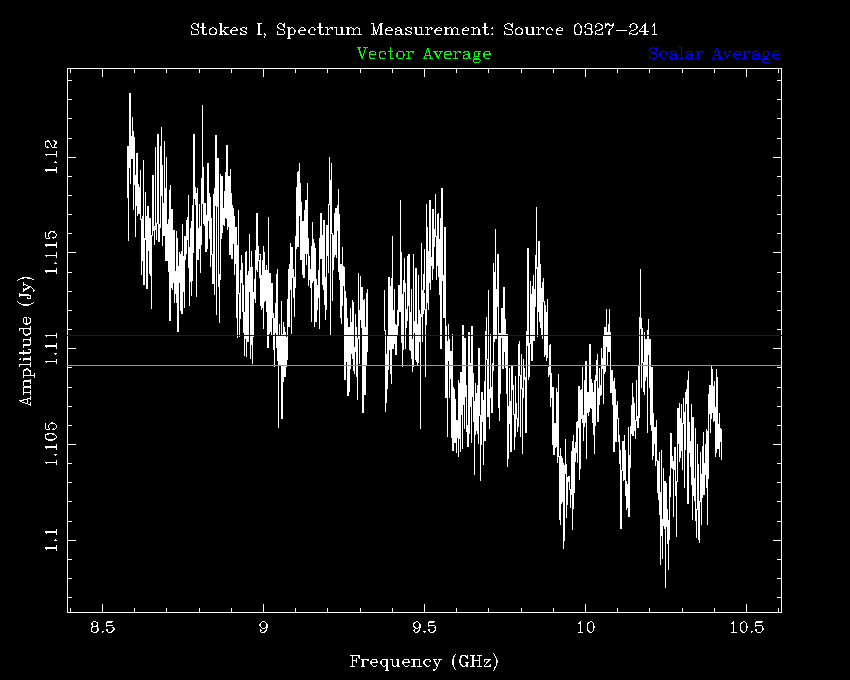 Stokes I, Spectrum Measurement: Source 0327-241
Vector Average Scalar Average
1.12
1.115
1.11
1.105
1.1
Amplitude (Jy)
8.5 9 9.5 10 10.5
Frequency (GHz)